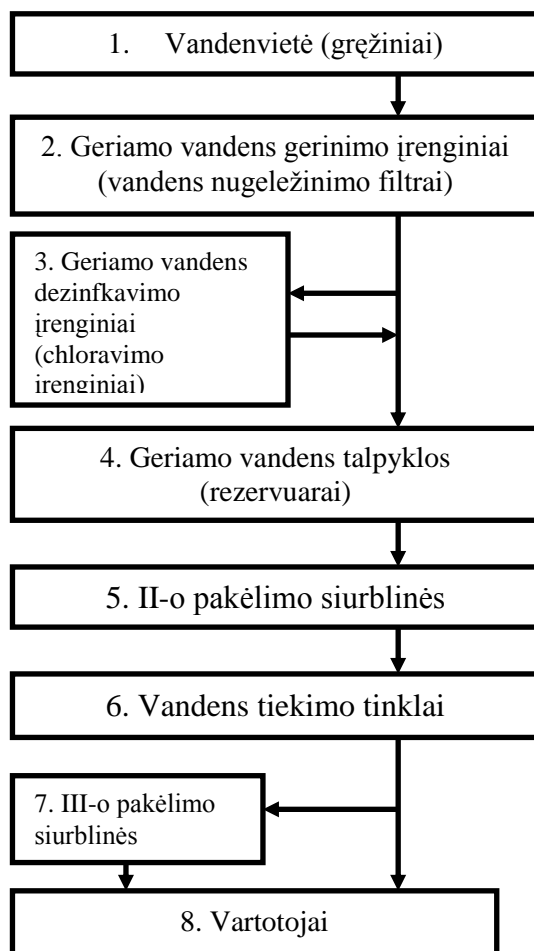 1. Vandenvietė (gręžiniai)
2. Geriamo vandens gerinimo įrenginiai
(vandens nugeležinimo filtrai)
3. Geriamo vandens
dezinfkavimo
įrenginiai
(chloravimo
irenginiai)
4. Geriamo vandens talpyklos
(rezervuarai)
5. II-o pakėlimo siurblinės
6. Vandens tiekimo tinklai
7. III-o pakėlimo
siurblinės
8. Vartotojai